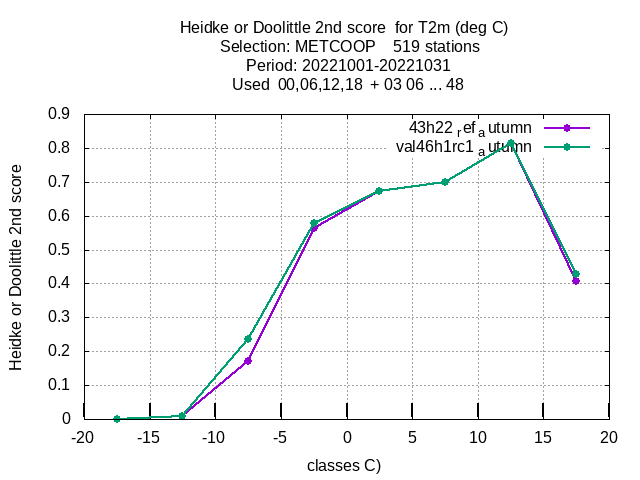 Heidke or Doolittle 2nd score  for T2m (deg C)
Selection: METCOOP    519 stations
Period: 20221001-20221031
Used  00,06,12,18  + 03 06 ... 48
43h22 ref autumn
val46h1rc1 autumn
Heidke or Doolittle 2nd score
0.9
0.8
0.7
0.6
0.5
0.4
0.3
0.2
0.1
0
-20 -15 -10 -5 0 5 10 15 20
classes C)